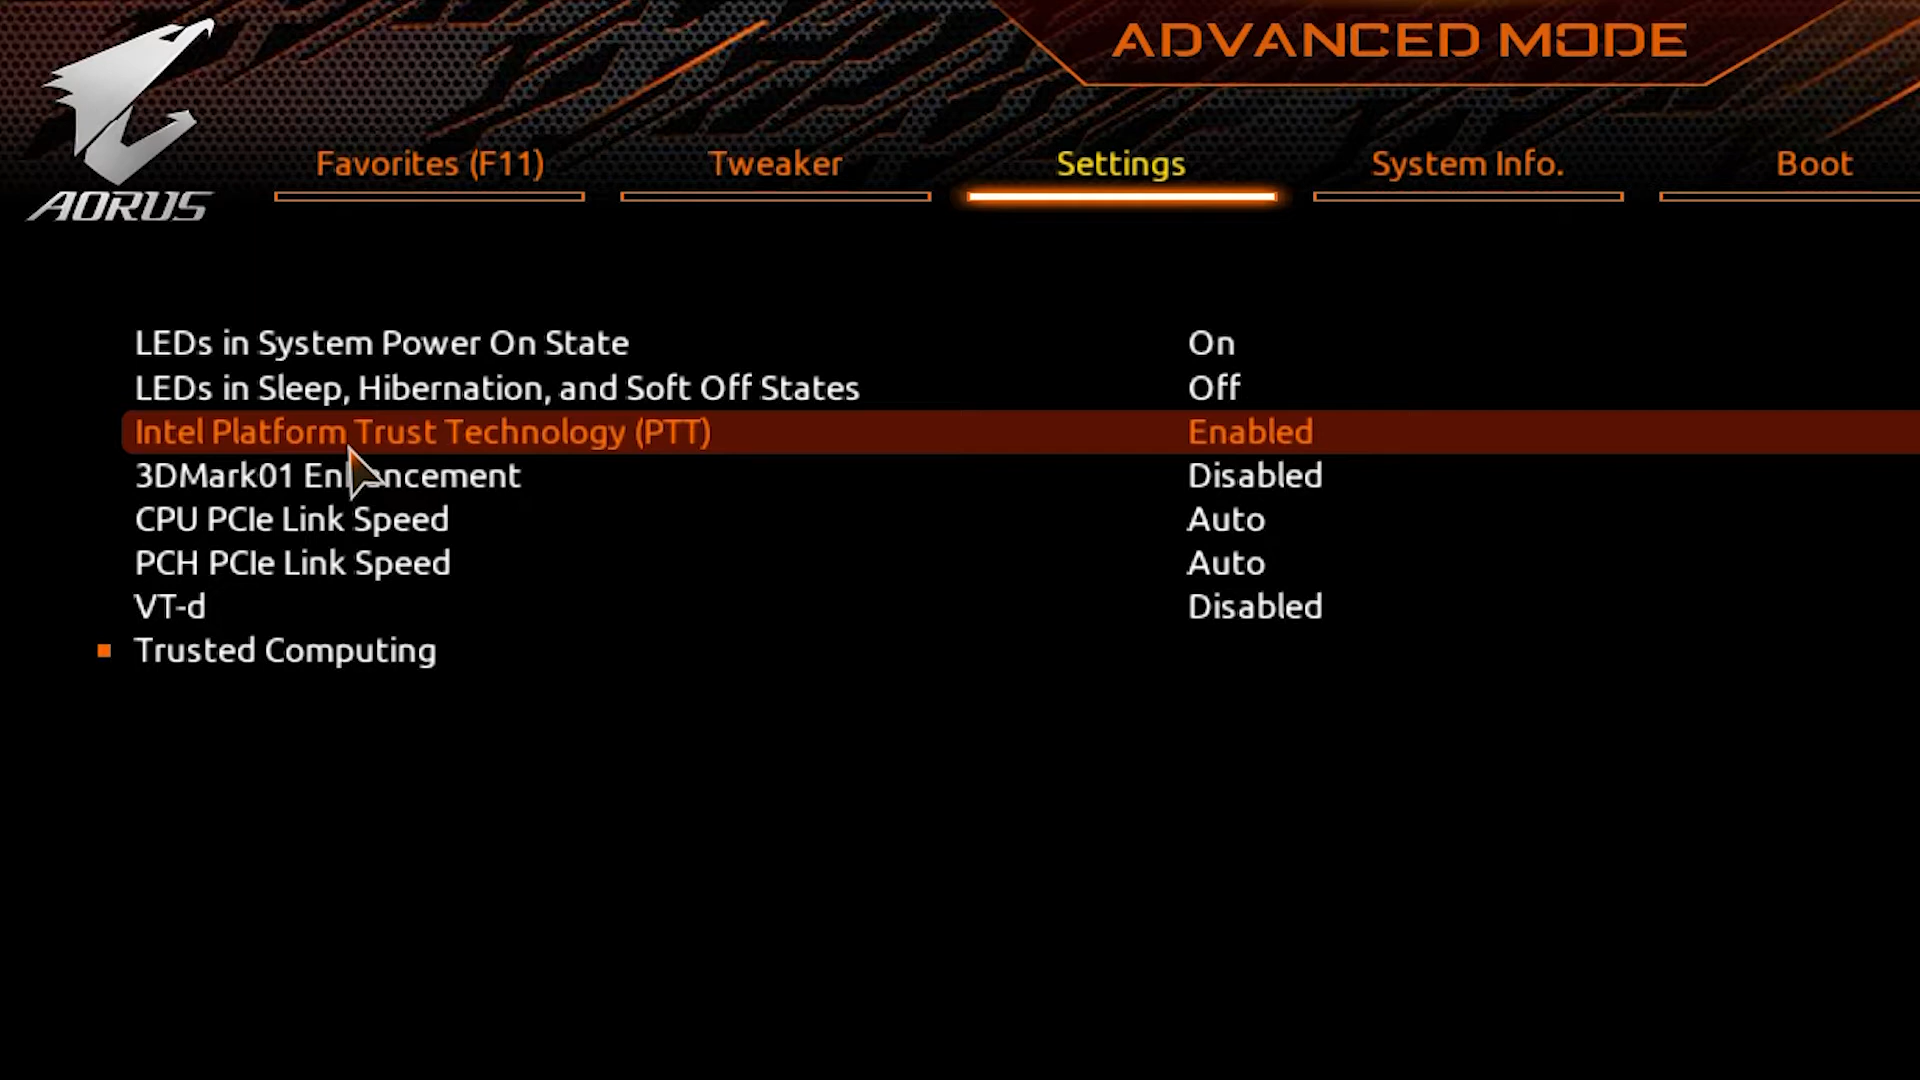 ADVANCED MODE
AORUS
Favorites (F11)
Tweaker
Settings
System Info.
Boot
LEDs in System Power On State On
LEDs in Sleep, Hibernation, and Soft Off States Off
Intel Platform Trust Technology (PTT) Enabled
3DMark01 Enhancement Disabled
CPU PCIe Link Speed Auto
PCH PCIe Link Speed Auto
VT-d Disabled
Trusted Computing